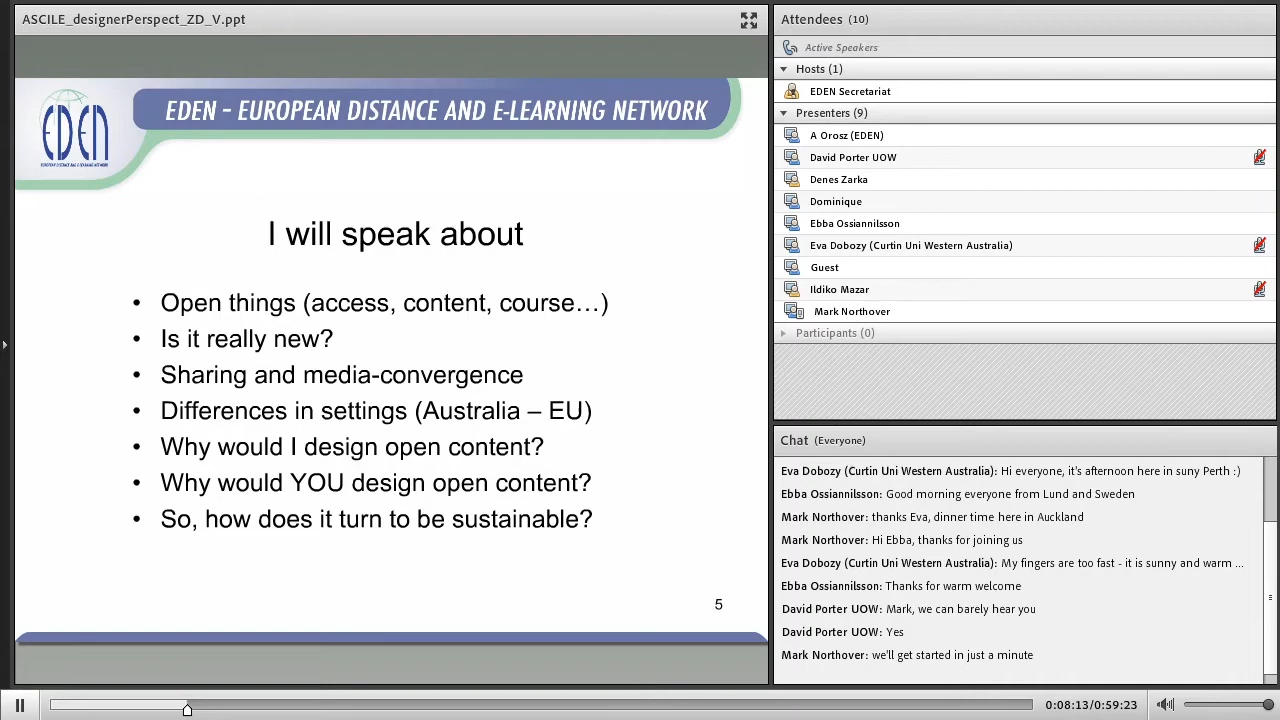 ASCILE_designerPerspect_ZD_V.ppt
EDEN
EDEN - EUROPEAN DISTANCE AND E-LEARNING NETWORK
EUROPEAN DISTANCE AND E-LEARNING NETWORK
I will speak about
• Open things (access, content, course…)
• Is it really new?
• Sharing and media-convergence
• Differences in settings (Australia – EU)
• Why would I design open content?
• Why would YOU design open content?
• So, how does it turn to be sustainable?
5
Attendees (10)
Active Speakers
Hosts (1)
EDEN Secretariat
Presenters (9)
A Orosz (EDEN)
David Porter UOW
Denes Zarka
Dominique
Ebba Ossiannilsson
Eva Dobozy (Curtin Uni Western Australia)
Guest
Ildiko Mazar
Mark Northover
Participants (0)
Chat (Everyone)
Eva Dobozy (Curtin Uni Western Australia): Hi everyone, it's afternoon here in suny Perth :)
Ebba Ossiannilsson: Good morning everyone from Lund and Sweden
Mark Northover: thanks Eva, dinner time here in Auckland
Mark Northover: Hi Ebba, thanks for joining us
Eva Dobozy (Curtin Uni Western Australia): My fingers are too fast - it is sunny and warm ...
Ebba Ossiannilsson: Thanks for warm welcome
David Porter UOW: Mark, we can barely hear you
David Porter UOW: Yes
Mark Northover: we'll get started in just a minute
0:08:13/0:59:23